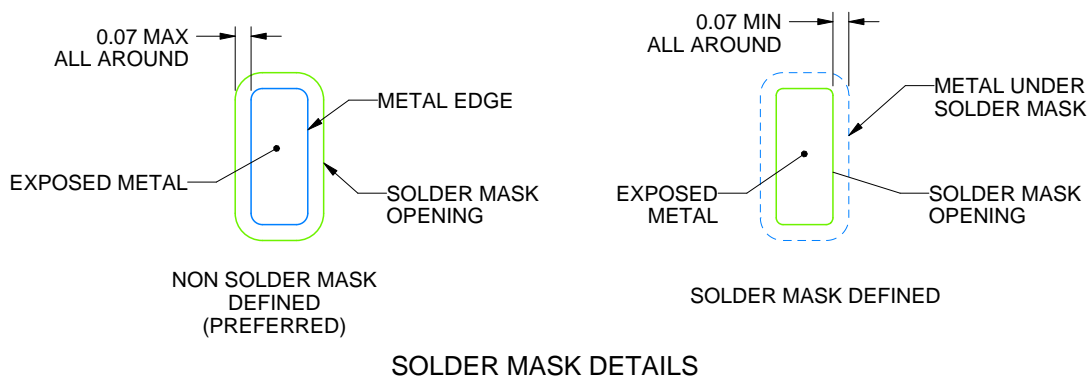 0.07 MAX
ALL AROUND
METAL EDGE
EXPOSED METAL
SOLDER MASK
OPENING
NON SOLDER MASK
DEFINED
(PREFERRED)
0.07 MIN
ALL AROUND
METAL UNDER
SOLDER MASK
EXPOSED
METAL
SOLDER MASK
OPENING
SOLDER MASK DEFINED
SOLDER MASK DETAILS